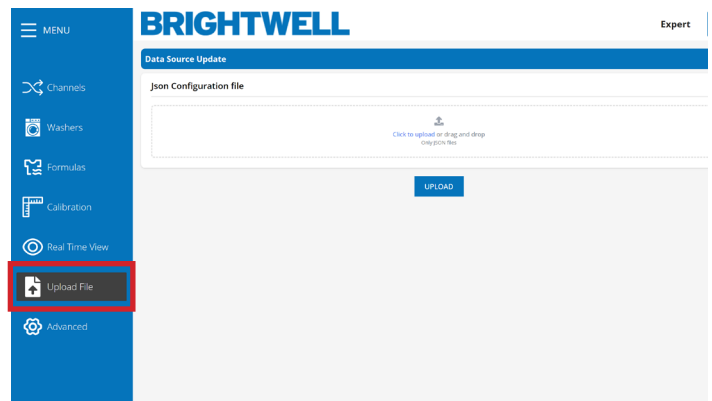 MENU
BRIGHTWELL
Expert
Data Source Update
Json Configuration file
Click to upload or drag and drop
Only JSON files
UPLOAD
Channels
Washers
Formulas
Calibration
Real Time View
Upload File
Advanced